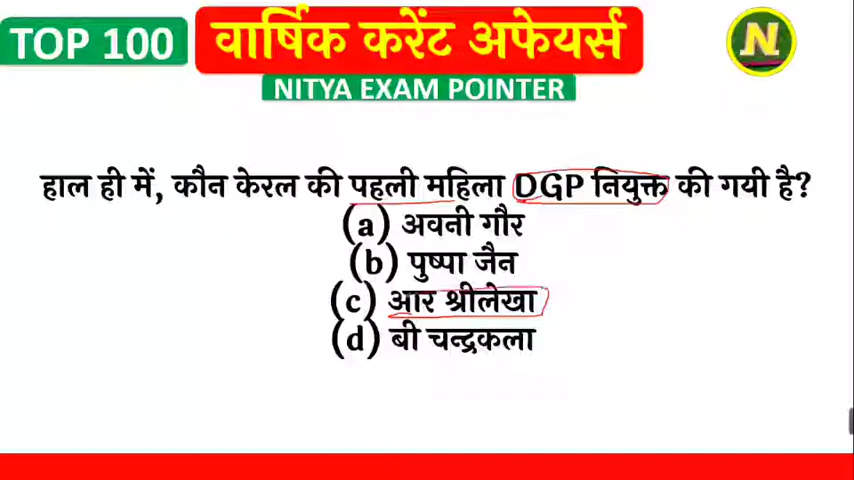 TOP 100
वार्षिक करेंट अफेयर्स
N
NITYA EXAM POINTER
हाल ही में, कौन केरल की पहली महिला DGP नियुक्त की गयी है?
(a) अवनी गौर
(b) पुष्पा जैन
(c) आर श्रीलेखा
(d) बी चन्द्रकला